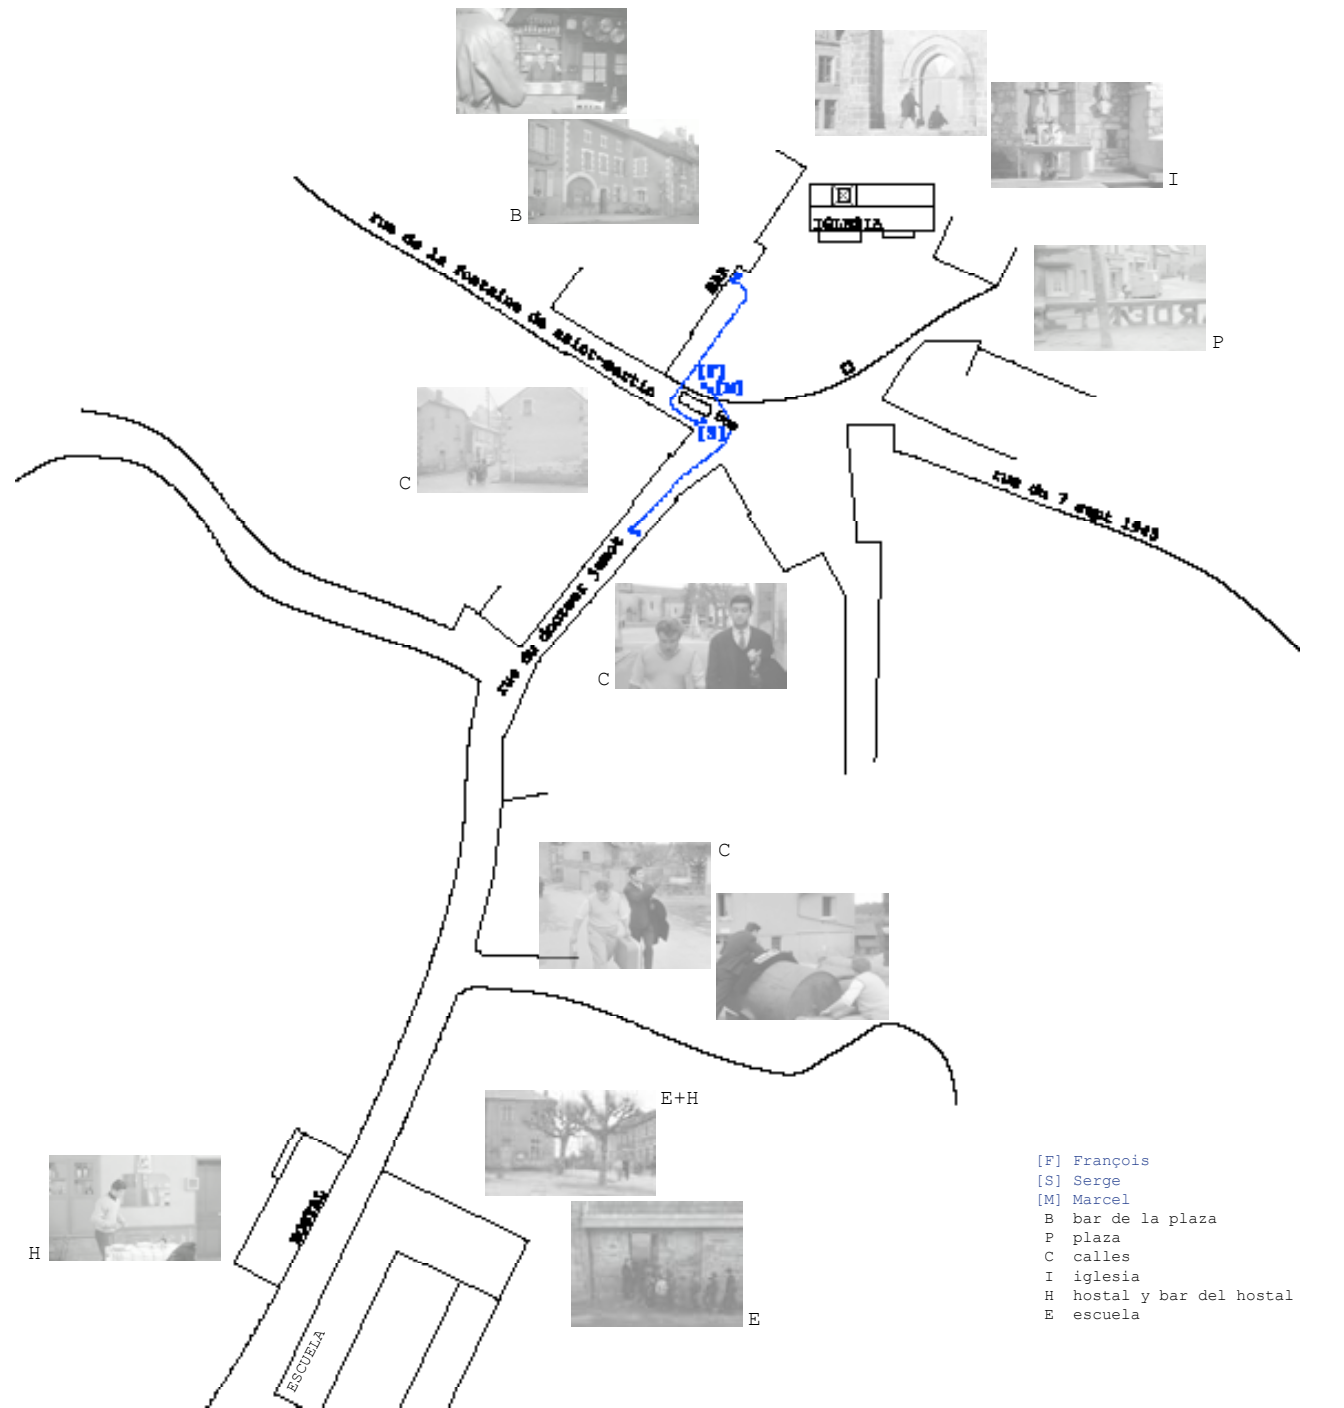 B
I
IGLESIA
P
BAR
rue de la fontaine de saint-martin
[F]
[M]
[S]
C
rue du 7 sept 1943
rue du docteur jamot
C
C
E+H
H
HOSTAL
E
ESCUELA
[F] François
[S] Serge
[M] Marcel
B bar de la plaza
P plaza
C calles
I iglesia
H hostal y bar del hostal
E escuela